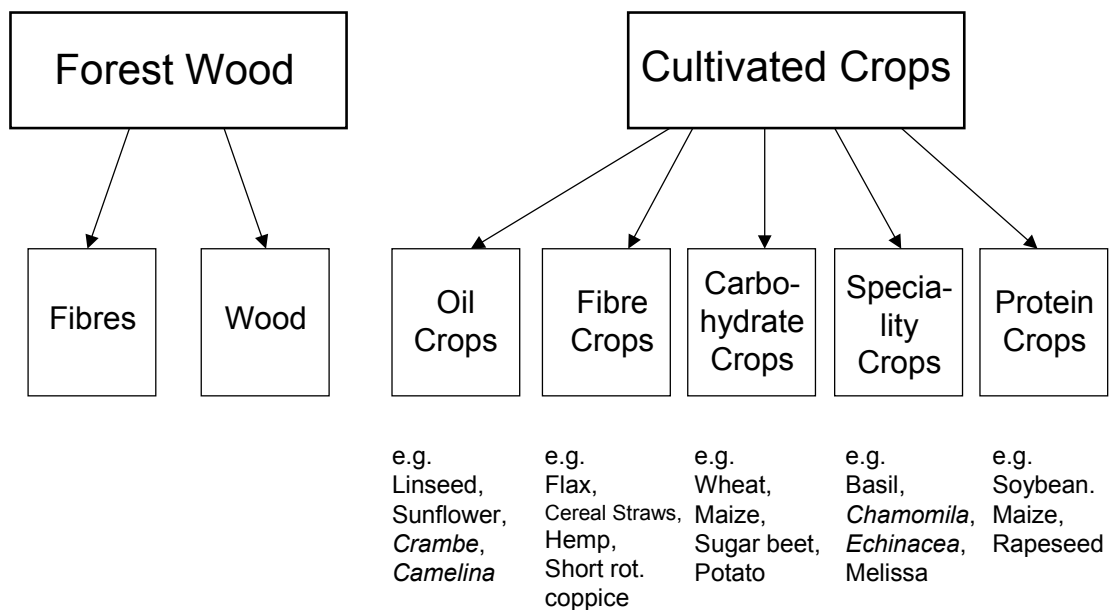 Forest Wood
Cultivated Crops
Fibres
Wood
Oil
Crops
Fibre
Crops
Carbo-
hydrate
Crops
Specia-
lity
Crops
Protein
Crops
e.g.
Linseed,
Sunflower,
Crambe,
Camelina
e.g.
Flax,
Cereal Straws,
Hemp,
Short rot.
coppice
e.g.
Wheat,
Maize,
Sugar beet,
Potato
e.g.
Basil,
Chamomila,
Echinacea,
Melissa
e.g.
Soybean.
Maize,
Rapeseed